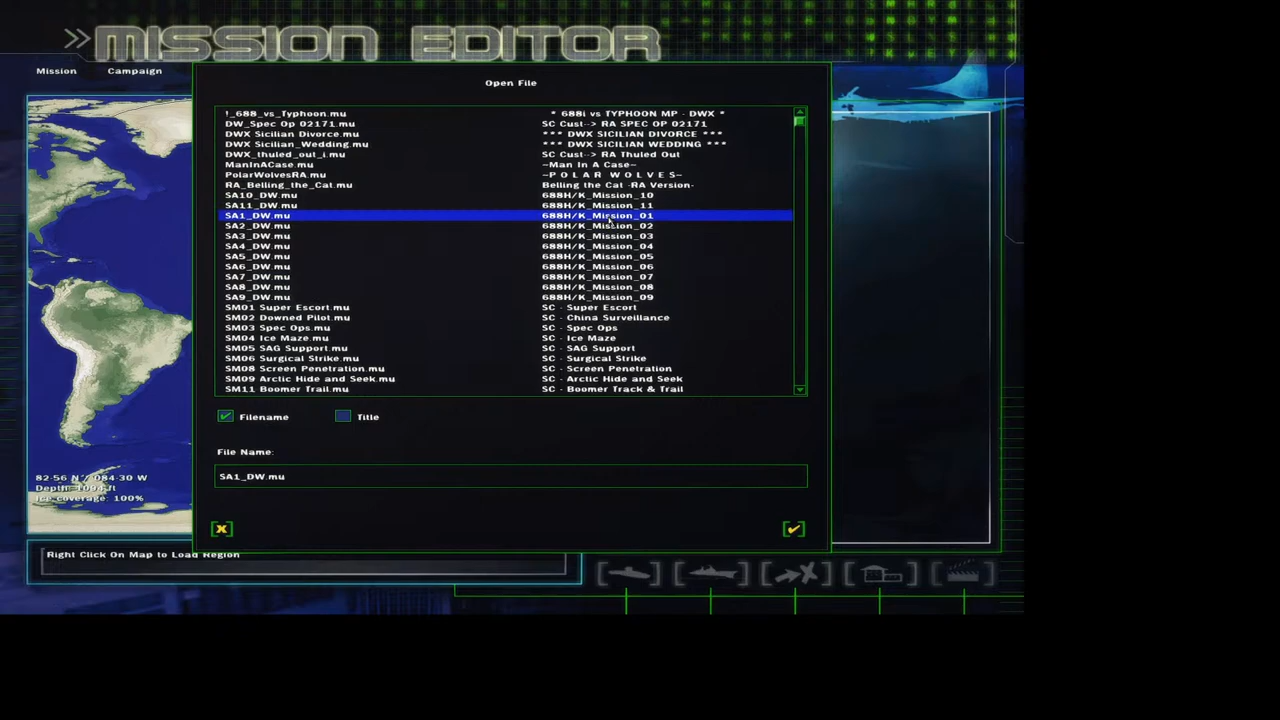 >> MISSION EDITOR
Mission Campaign
Open File
!_688_vs_Typhoon.mu * 688i vs TYPHOON MP - DWX *
DW_Spec Op 02171.mu SC Cust--> RA SPEC OP 02171
DWX Sicilian Divorce.mu *** DWX SICILIAN DIVORCE ***
DWX Sicilian_Wedding.mu *** DWX SICILIAN WEDDING ***
DWX_thuled_out_i.mu SC Cust--> RA Thuled Out
ManInACase.mu ~Man In A Case~
PolarWolvesRA.mu ~P O L A R W O L V E S~
RA_Belling_the_Cat.mu Belling the Cat -RA Version-
SA10_DW.mu 688H/K_Mission_10
SA11_DW.mu 688H/K_Mission_11
SA1_DW.mu 688H/K_Mission_01
SA2_DW.mu 688H/K_Mission_02
SA3_DW.mu 688H/K_Mission_03
SA4_DW.mu 688H/K_Mission_04
SA5_DW.mu 688H/K_Mission_05
SA6_DW.mu 688H/K_Mission_06
SA7_DW.mu 688H/K_Mission_07
SA8_DW.mu 688H/K_Mission_08
SA9_DW.mu 688H/K_Mission_09
SM01 Super Escort.mu SC - Super Escort
SM02 Downed Pilot.mu SC - China Surveillance
SM03 Spec Ops.mu SC - Spec Ops
SM04 Ice Maze.mu SC - Ice Maze
SM05 SAG Support.mu SC - SAG Support
SM06 Surgical Strike.mu SC - Surgical Strike
SM08 Screen Penetration.mu SC - Screen Penetration
SM09 Arctic Hide and Seek.mu SC - Arctic Hide and Seek
SM11 Boomer Trail.mu SC - Boomer Track & Trail
Filename Title
File Name:
SA1_DW.mu
82-56 N / 084-30 W
Ice coverage: 100%
Right Click On Map to Load Region